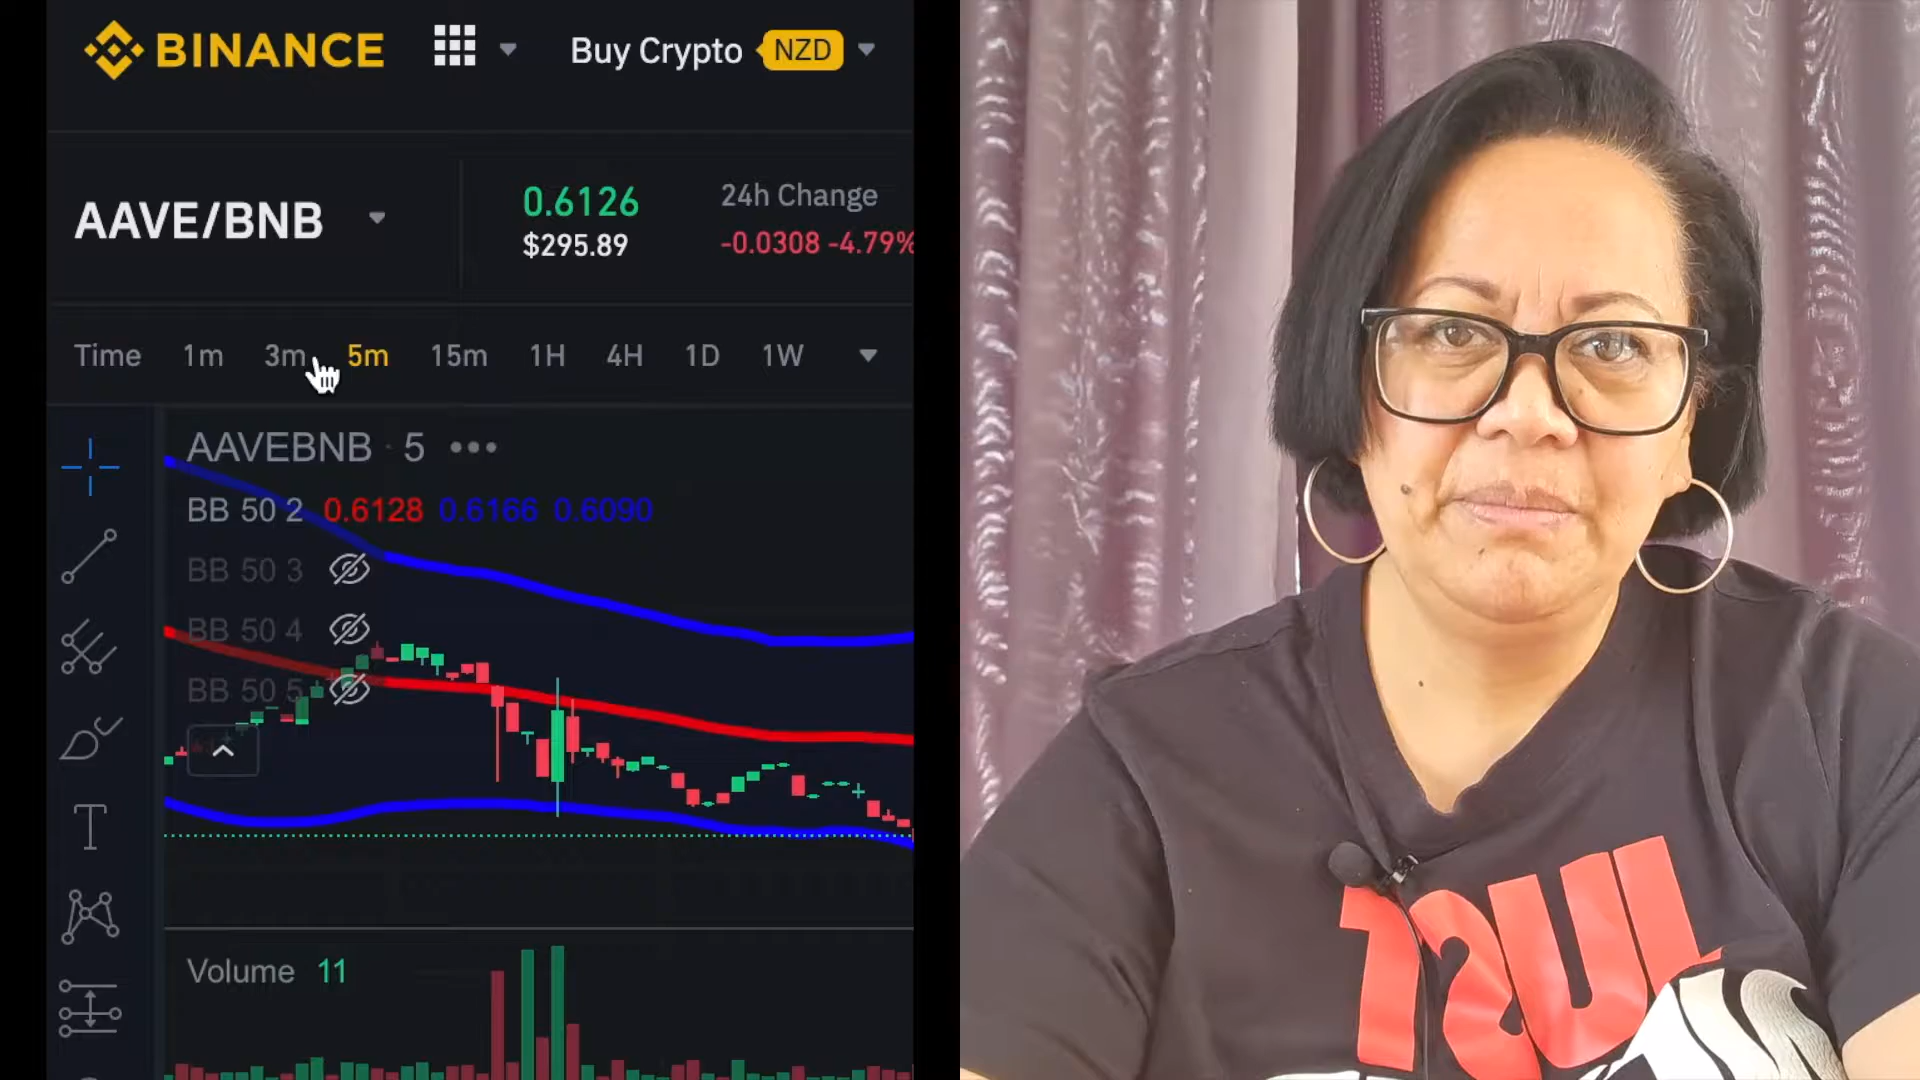 BINANCE
Buy Crypto NZD
AAVE/BNB
0.6126
$295.89
24h Change
-0.0308 -4.79%
Time 1m 3m 5m 15m 1H 4H 1D 1W
AAVEBNB · 5
BB 50 2 0.6128 0.6166 0.6090
BB 50 3
BB 50 4
BB 50 5
Volume 11
JUST